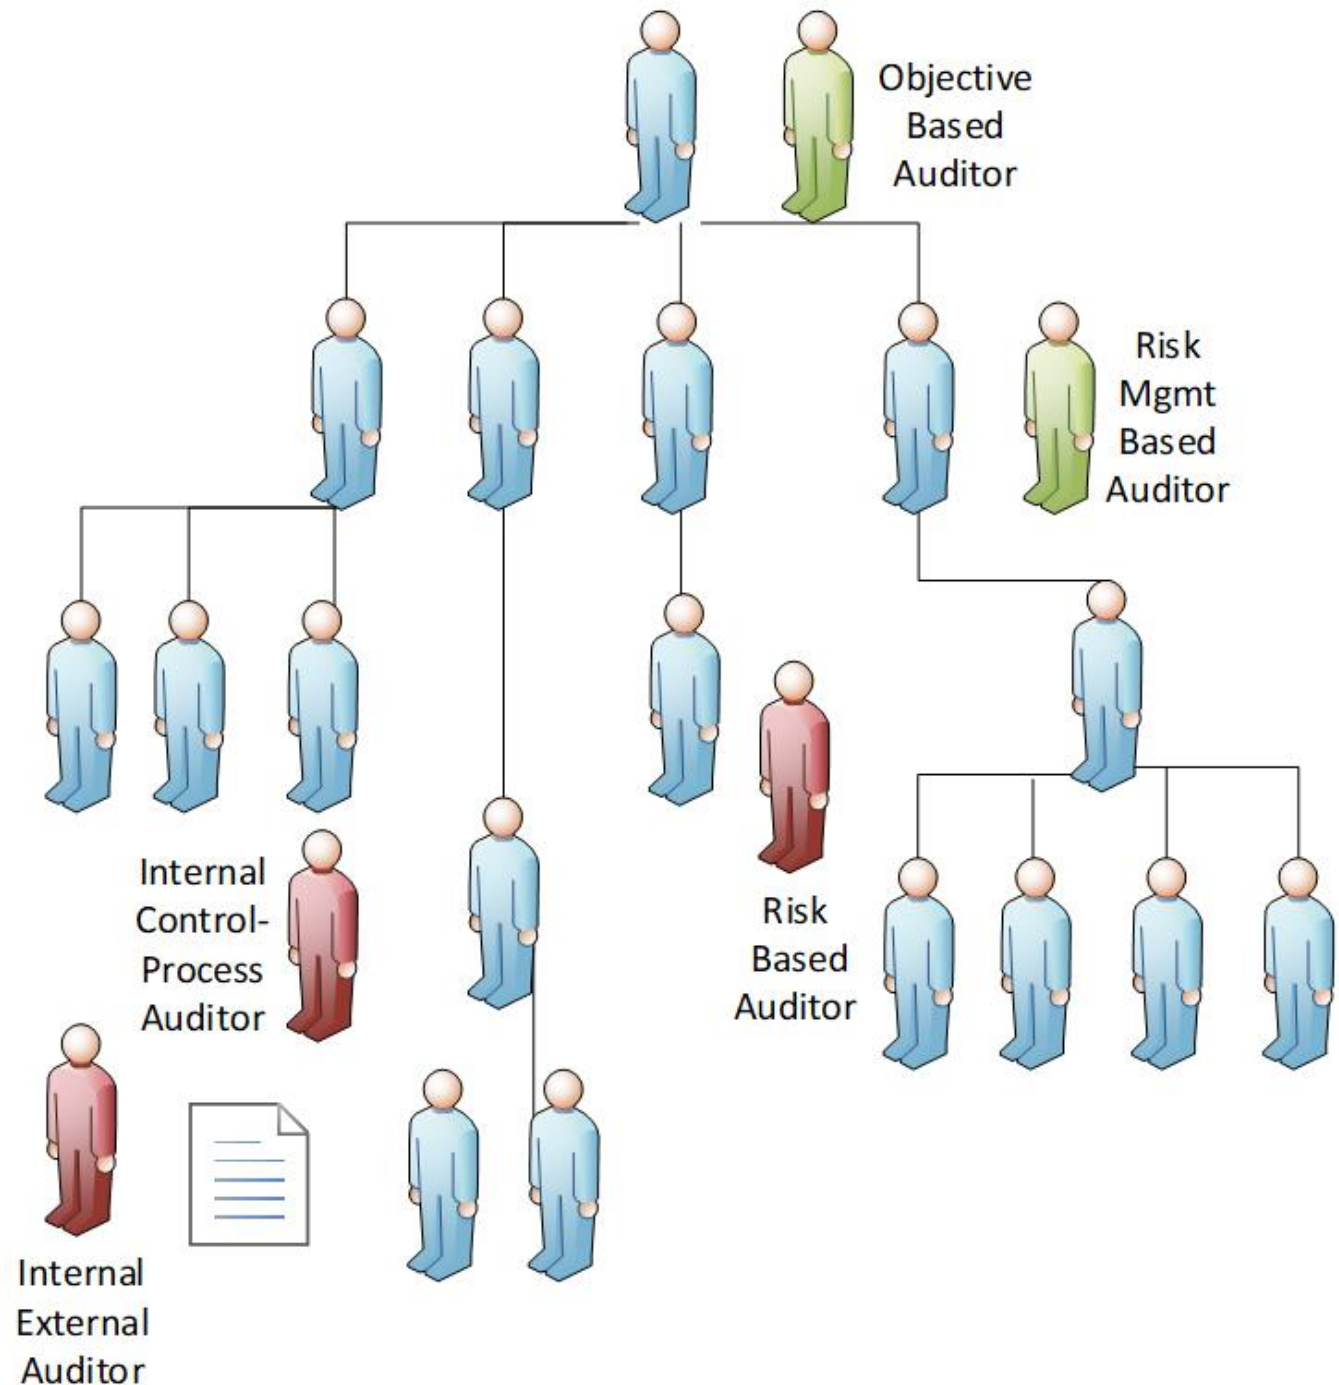 Objective
Based
Auditor
Risk
Mgmt
Based
Auditor
Internal
Control-
Process
Auditor
Risk
Based
Auditor
Internal
External
Auditor